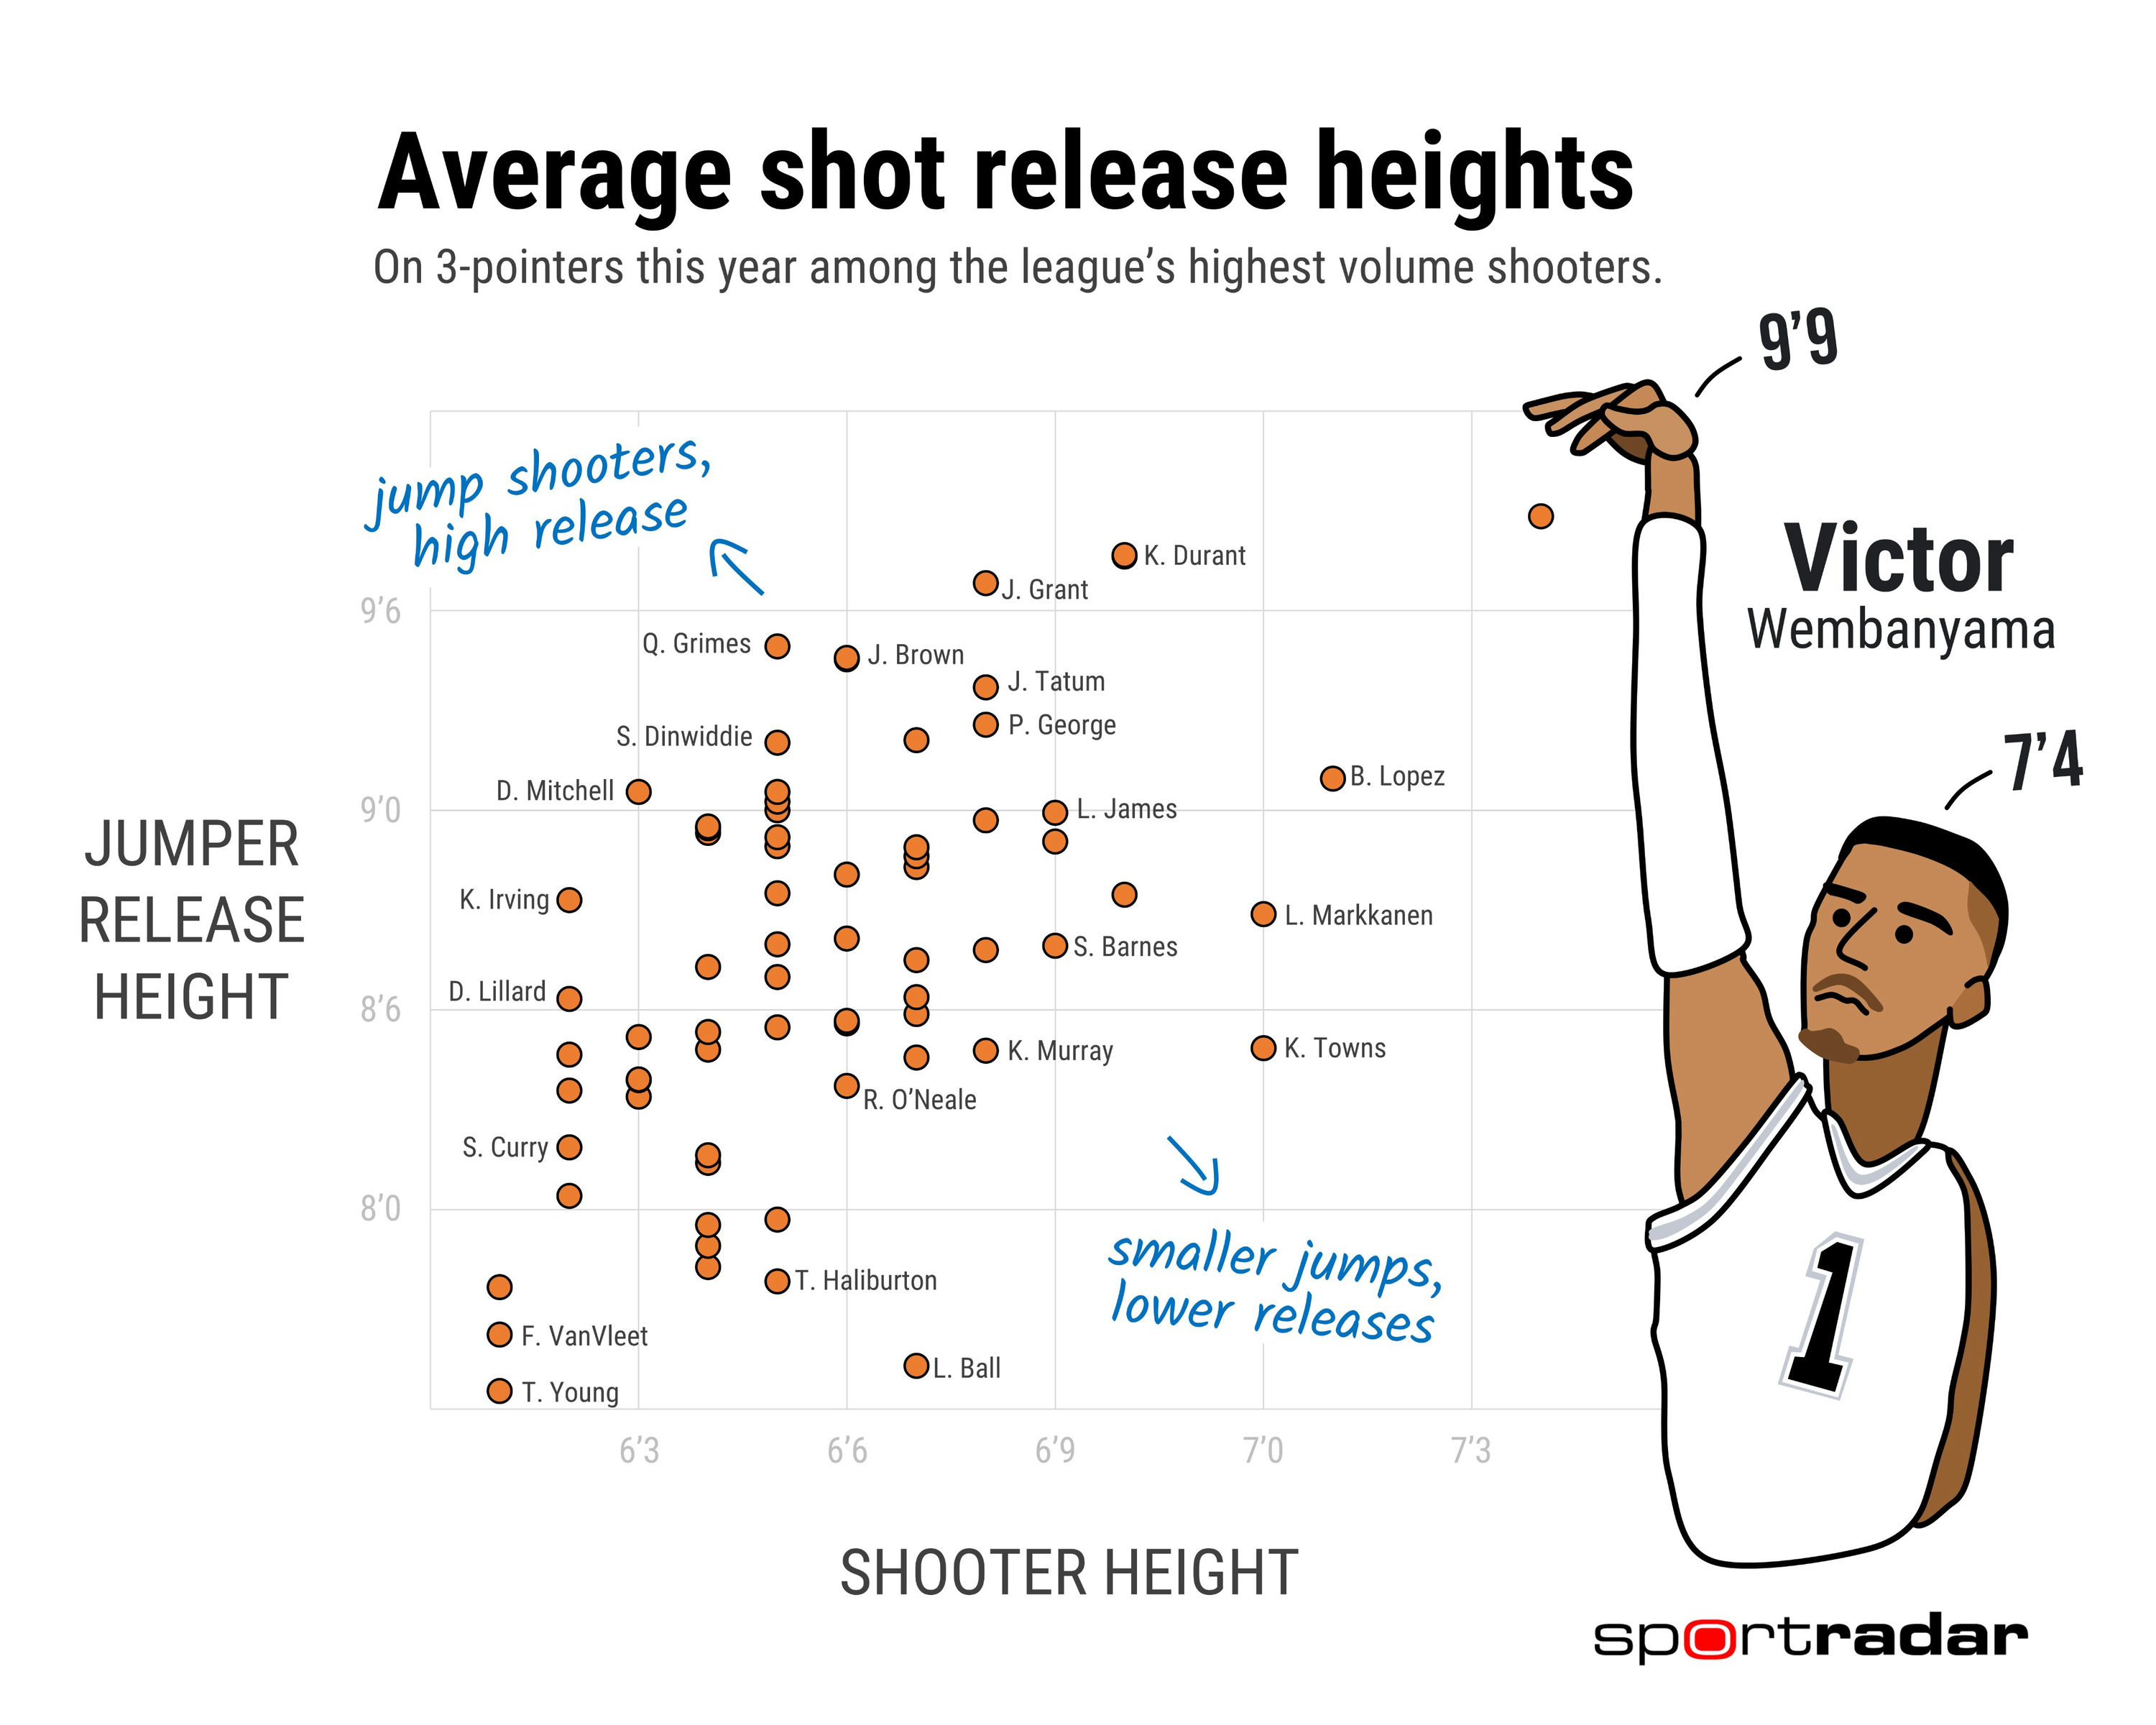 Average shot release heights
On 3-pointers this year among the league’s highest volume shooters.
9’9
jump shooters,
high release
K. Durant
J. Grant
Victor
Wembanyama
9’6
Q. Grimes
J. Brown
J. Tatum
P. George
S. Dinwiddie
7’4
B. Lopez
D. Mitchell
9’0
L. James
JUMPER
RELEASE
HEIGHT
K. Irving
L. Markkanen
S. Barnes
D. Lillard
8’6
K. Murray
K. Towns
R. O’Neale
S. Curry
8’0
smaller jumps,
lower releases
T. Haliburton
F. VanVleet
L. Ball
T. Young
1
6’3
6’6
6’9
7’0
7’3
SHOOTER HEIGHT
sportradar